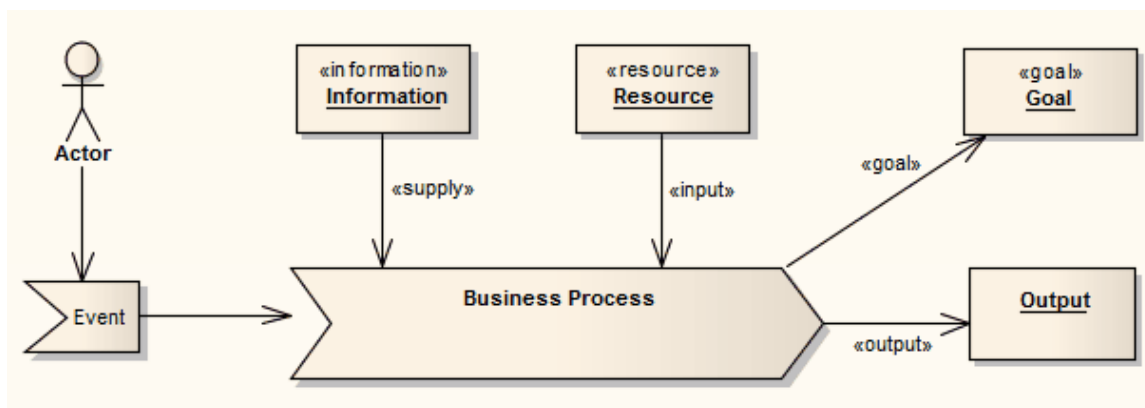 «information»
Information
«resource»
Resource
«goal»
Goal
Actor
«supply»
«input»
«goal»
Event
Business Process
Output
«output»